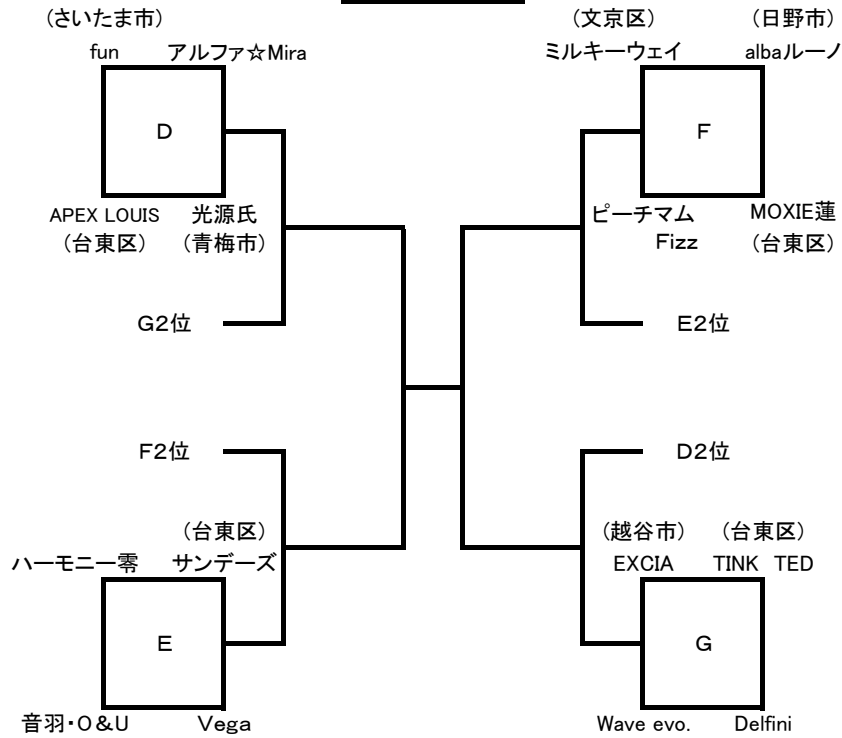 (さいたま市)
fun アルファ☆Mira
D
APEX LOUIS 光源氏
(台東区) (青梅市)
G2位
F2位
(台東区)
ハーモニー零 サンデーズ
E
音羽・O&U Vega
(文京区) (日野市)
ミルキーウェイ albaルーノ
F
ピーチマム MOXIE蓮
Fizz (台東区)
E2位
D2位
(越谷市) (台東区)
EXCIA TINK TED
G
Wave evo. Delfini